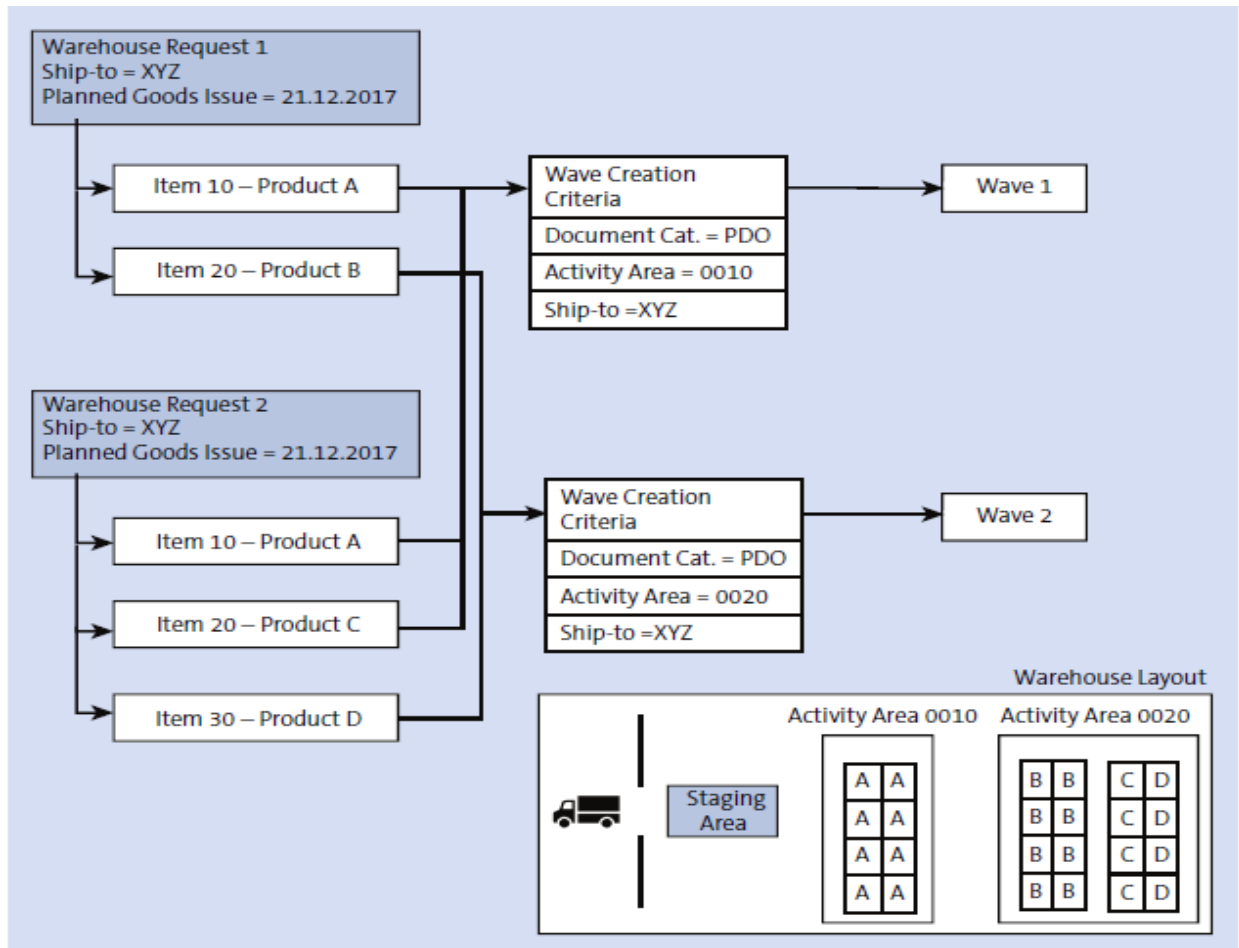 Warehouse Request 1
Ship-to = XYZ
Planned Goods Issue = 21.12.2017
Item 10 – Product A
Item 20 – Product B
Wave Creation
Criteria
Document Cat. = PDO
Activity Area = 0010
Ship-to =XYZ
Wave 1
Warehouse Request 2
Ship-to = XYZ
Planned Goods Issue = 21.12.2017
Item 10 – Product A
Item 20 – Product C
Item 30 – Product D
Wave Creation
Criteria
Document Cat. = PDO
Activity Area = 0020
Ship-to =XYZ
Wave 2
Warehouse Layout
Activity Area 0010
Activity Area 0020
Staging
Area
A A
A A
A A
A A
B B C D
B B C D
B B C D
B B C D